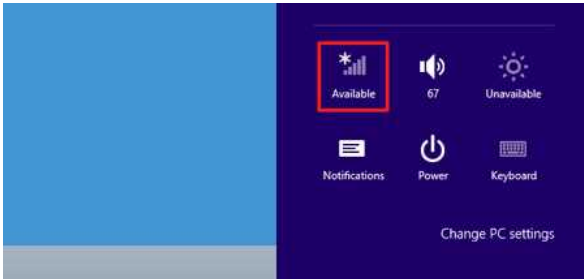 Available 67 Unavailable
Notifications Power Keyboard
Change PC settings